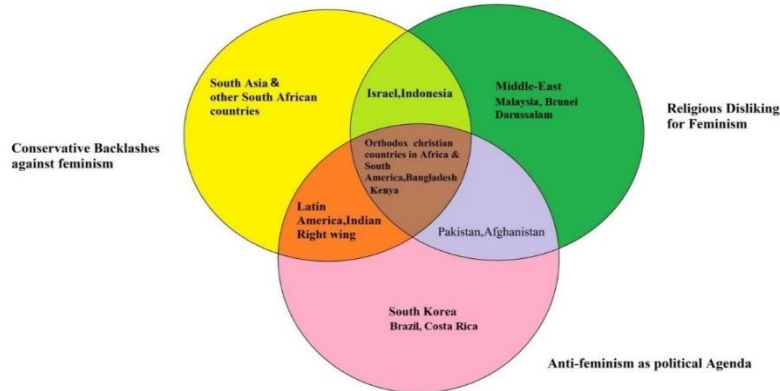 South Asia &
other South African
countries
Israel,Indonesia
Middle-East
Malaysia, Brunei
Darussalam
Religious Disliking
for Feminism
Conservative Backlashes
against feminism
Orthodox christian
countries in Africa &
South
America,Bangladesh
Kenya
Latin
America,Indian
Right wing
Pakistan,Afghanistan
South Korea
Brazil, Costa Rica
Anti-feminism as political Agenda